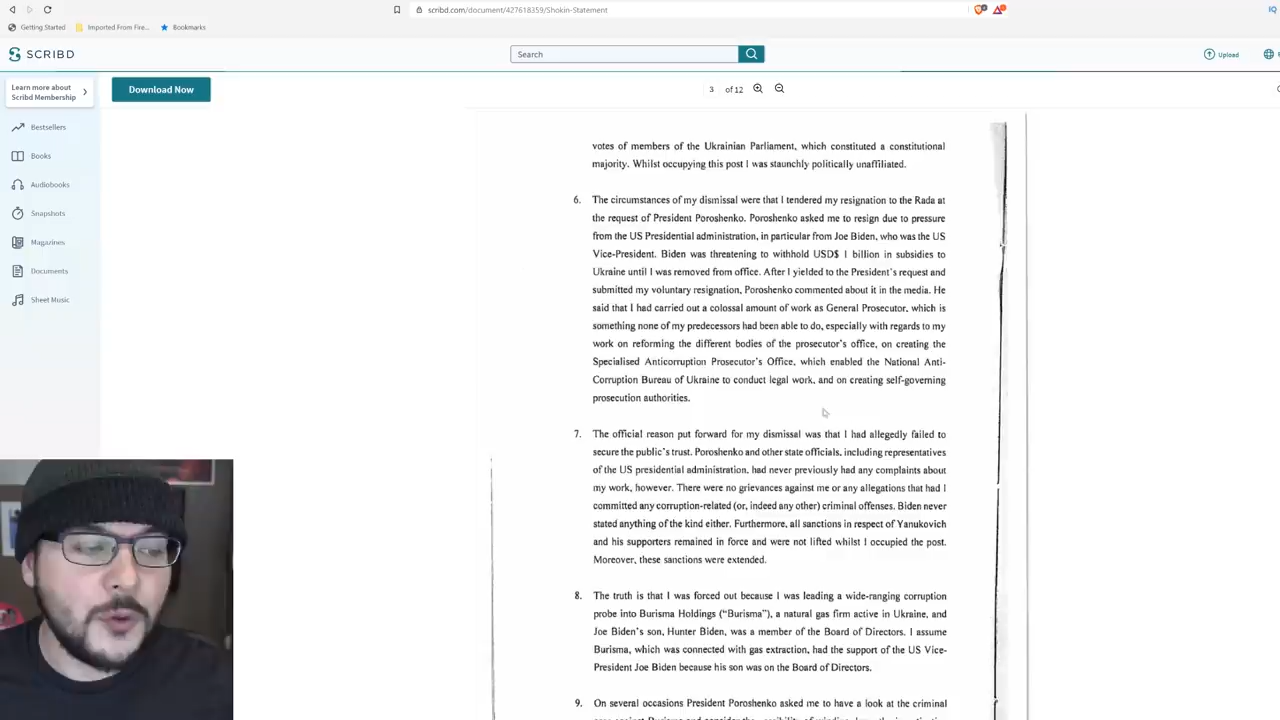 scribd.com/document/427618359/Shokin-Statement
Getting Started
Imported From Fire...
Bookmarks
SCRIBD
Search
Upload
Learn more about
Scribd Membership
Download Now
3 of 12
Bestsellers
Books
Audiobooks
Snapshots
Magazines
Documents
Sheet Music
votes of members of the Ukrainian Parliament, which constituted a constitutional
majority. Whilst occupying this post I was staunchly politically unaffiliated.
6. The circumstances of my dismissal were that I tendered my resignation to the Rada at
the request of President Poroshenko. Poroshenko asked me to resign due to pressure
from the US Presidential administration, in particular from Joe Biden, who was the US
Vice-President. Biden was threatening to withhold USD$ 1 billion in subsidies to
Ukraine until I was removed from office. After I yielded to the President's request and
submitted my voluntary resignation, Poroshenko commented about it in the media. He
said that I had carried out a colossal amount of work as General Prosecutor, which is
something none of my predecessors had been able to do, especially with regards to my
work on reforming the different bodies of the prosecutor's office, on creating the
Specialised Anticorruption Prosecutor's Office, which enabled the National Anti-
Corruption Bureau of Ukraine to conduct legal work, and on creating self-governing
prosecution authorities.
7. The official reason put forward for my dismissal was that I had allegedly failed to
secure the public's trust. Poroshenko and other state officials, including representatives
of the US presidential administration, had never previously had any complaints about
my work, however. There were no grievances against me or any allegations that had I
committed any corruption-related (or, indeed any other) criminal offenses. Biden never
stated anything of the kind either. Furthermore, all sanctions in respect of Yanukovich
and his supporters remained in force and were not lifted whilst I occupied the post.
Moreover, these sanctions were extended.
8. The truth is that I was forced out because I was leading a wide-ranging corruption
probe into Burisma Holdings ("Burisma"), a natural gas firm active in Ukraine, and
Joe Biden's son, Hunter Biden, was a member of the Board of Directors. I assume
Burisma, which was connected with gas extraction, had the support of the US Vice-
President Joe Biden because his son was on the Board of Directors.
9. On several occasions President Poroshenko asked me to have a look at the criminal